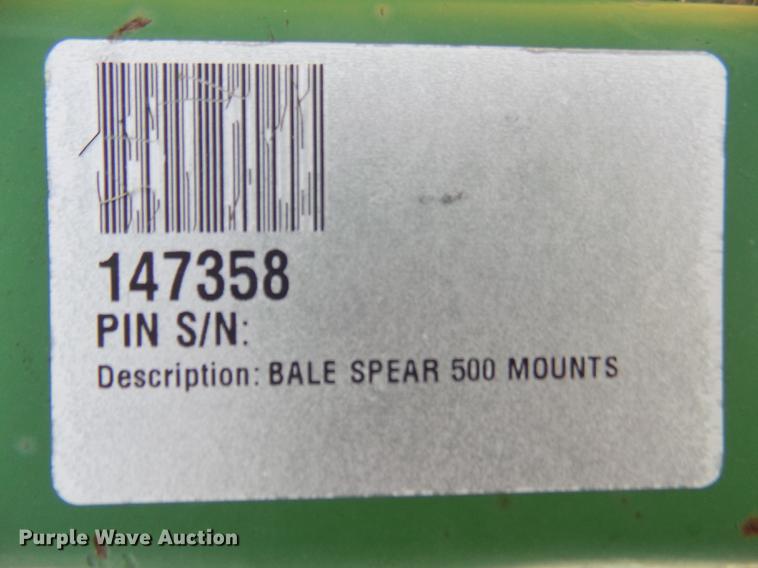 147358
PIN S/N:
Description: BALE SPEAR 500 MOUNTS
Purple Wave Auction